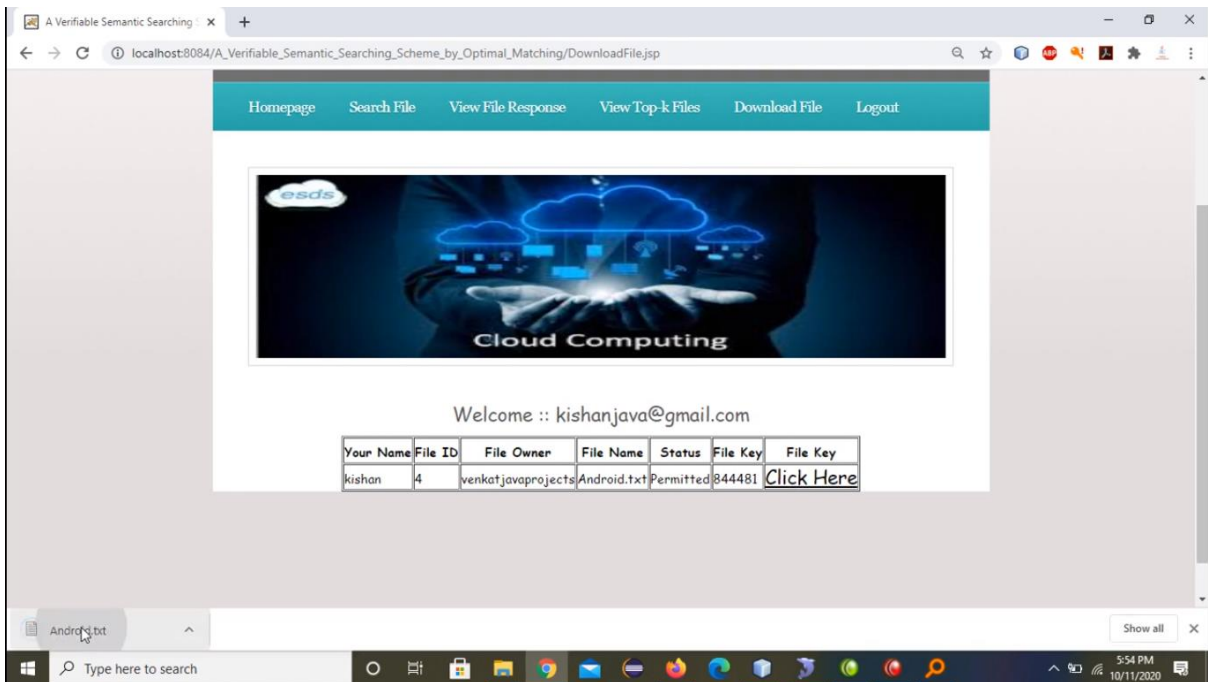 A Verifiable Semantic Searching S
localhost:8084/A_Verifiable_Semantic_Searching_Scheme_by_Optimal_Matching/DownloadFile.jsp
ABP
Homepage Search File View File Response View Top-k Files Download File Logout
esds
Cloud Computing
Welcome :: kishanjava@gmail.com
Your Name File ID File Owner File Name Status File Key File Key
kishan 4 venkatjavaprojects Android.txt Permitted 844481 Click Here
Android.txt Show all
Type here to search
5:54 PM
10/11/2020